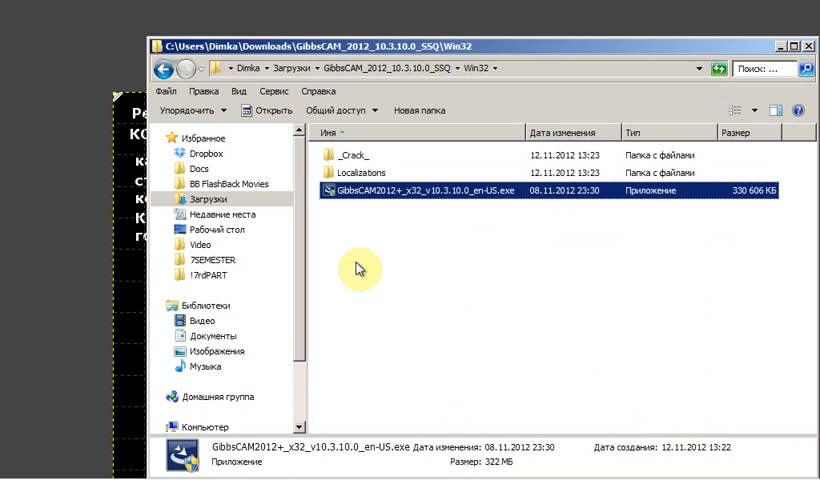 C:\Users\Dimka\Downloads\GibbsCAM_2012_10.3.10.0_SSQ\Win32
Dimka Загрузки GibbsCAM_2012_10.3.10.0_SSQ Win32 Поиск: ...
Файл Правка Вид Сервис Справка
Упорядочить Открыть Общий доступ Новая папка
Имя Дата изменения Тип Размер
Избранное
Dropbox
Docs
BB FlashBack Movies
Загрузки
Недавние места
Рабочий стол
Video
7SEMESTER
!7rdPART
Библиотеки
Видео
Документы
Изображения
Музыка
Домашняя группа
Компьютер
_Crack_ 12.11.2012 13:23 Папка с файлами
Localizations 12.11.2012 13:23 Папка с файлами
GibbsCAM2012+_x32_v10.3.10.0_en-US.exe 08.11.2012 23:30 Приложение 330 606 КБ
GibbsCAM2012+_x32_v10.3.10.0_en-US.exe Дата изменения: 08.11.2012 23:30 Дата создания: 12.11.2012 13:22
Приложение Размер: 322 МБ